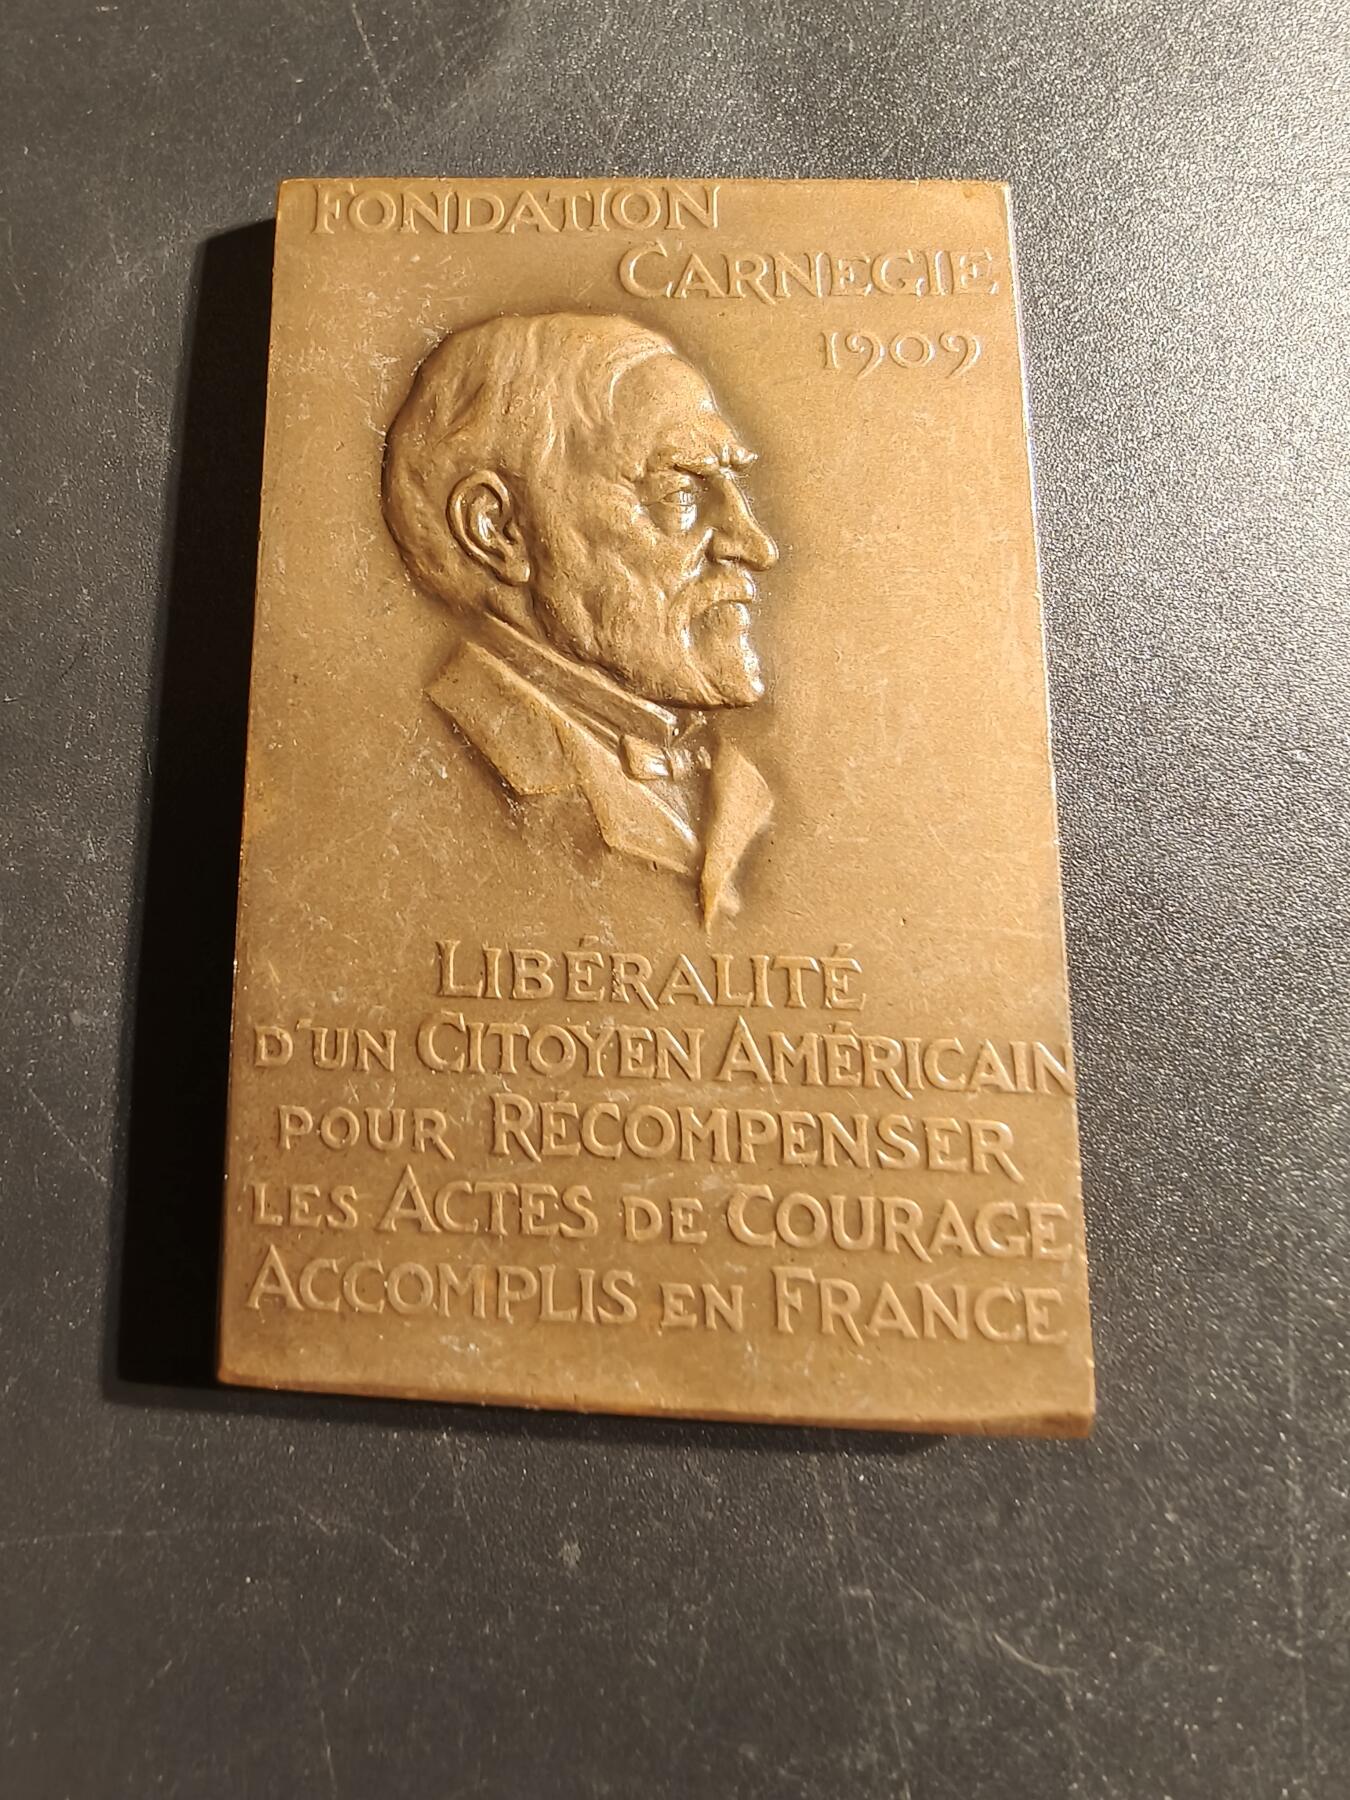 FONDATION
CARNEGIE
1909
LIBÉRALITÉ
D'UN CITOYEN AMÉRICAIN
POUR RÉCOMPENSER
LES ACTES DE COURAGE
ACCOMPLIS EN FRANCE